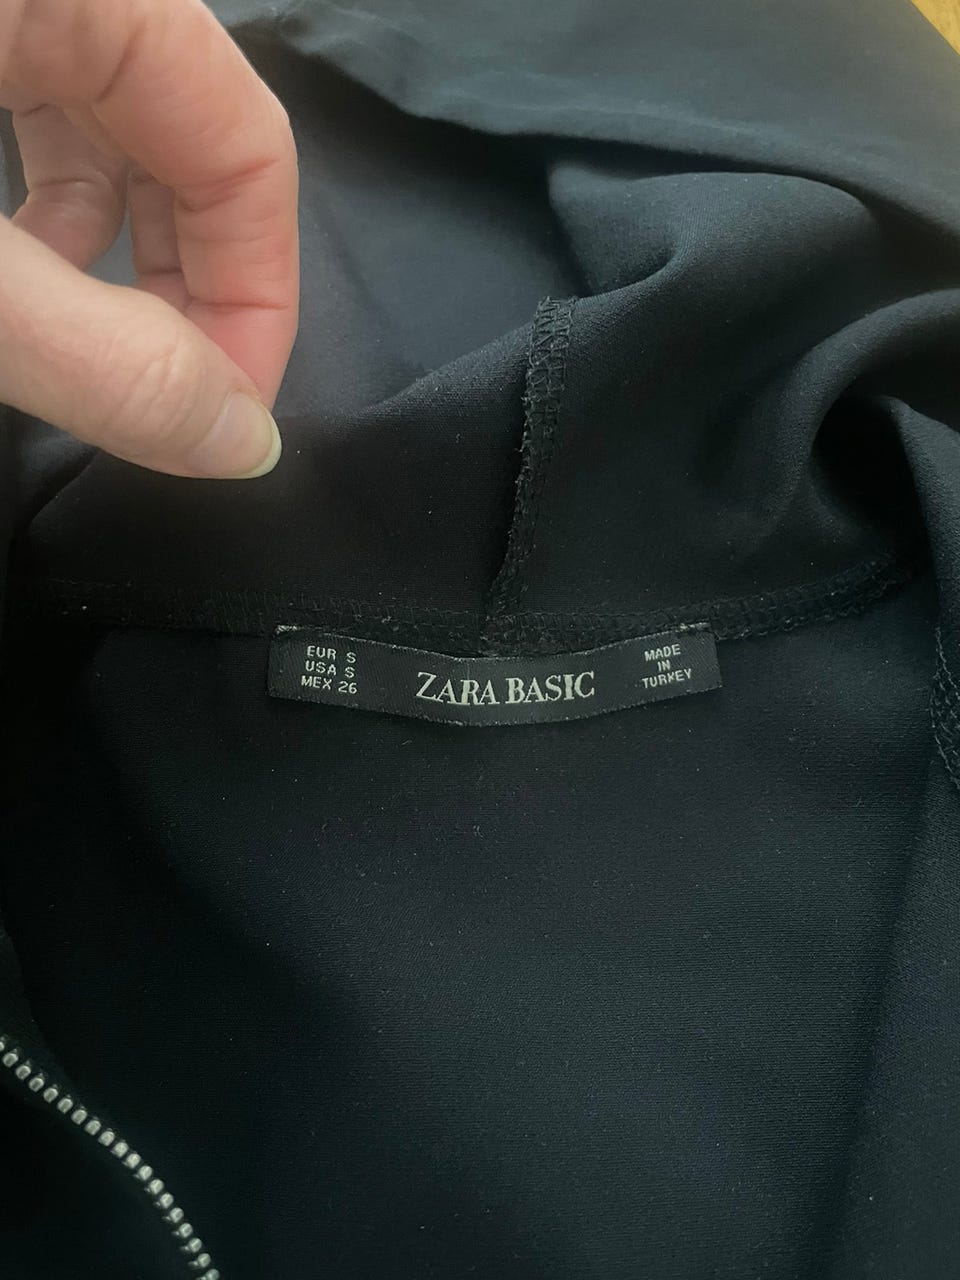 EUR S
USA S
MEX 26
ZARA BASIC
MADE
IN
TURKEY